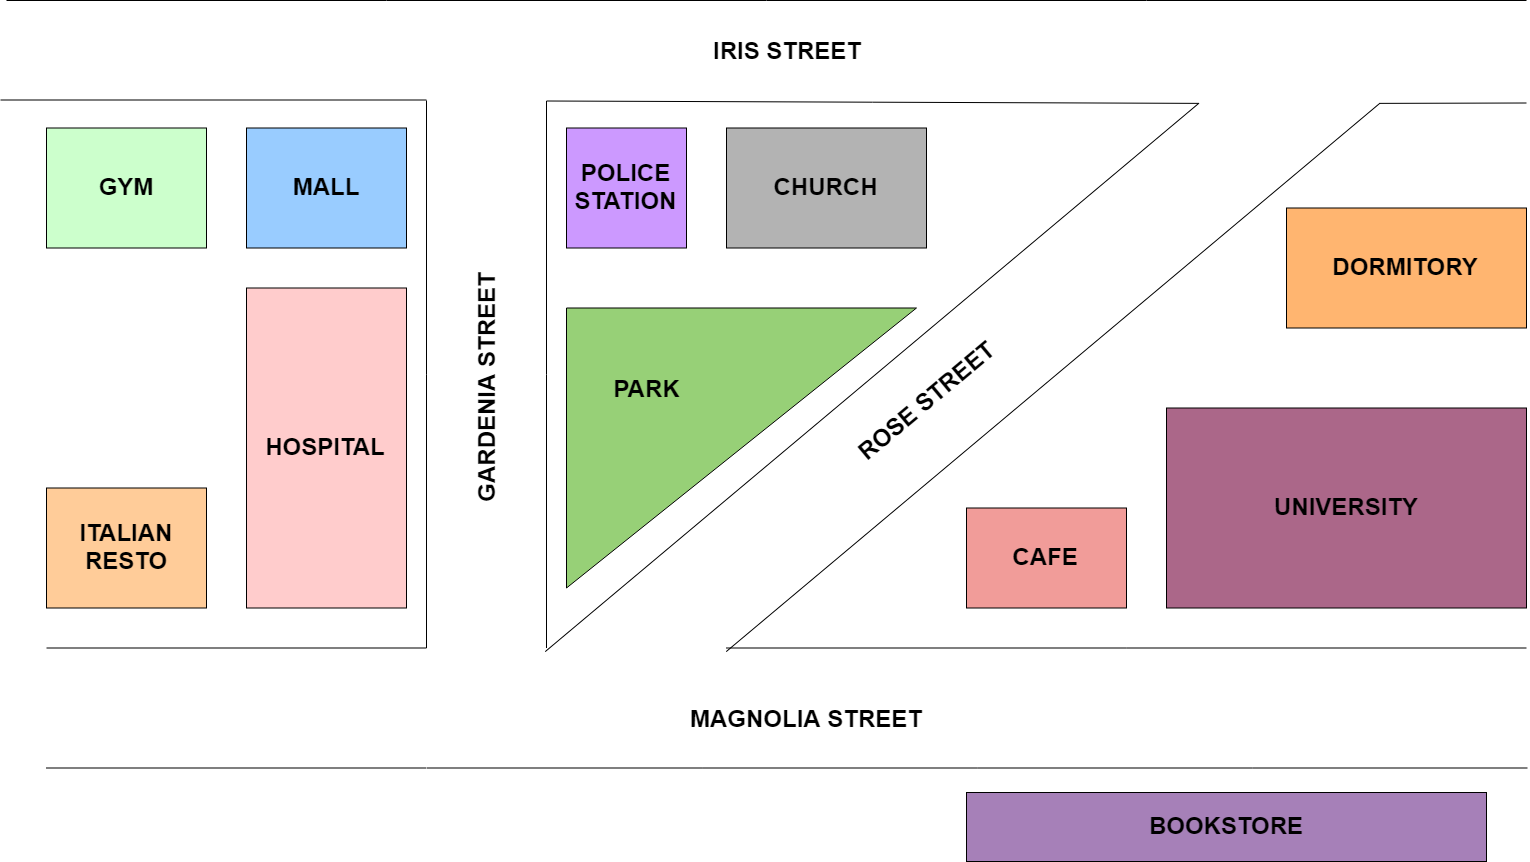 IRIS STREET
GYM
MALL
POLICE
STATION
CHURCH
DORMITORY
GARDENIA STREET
PARK
ROSE STREET
HOSPITAL
ITALIAN
RESTO
CAFE
UNIVERSITY
MAGNOLIA STREET
BOOKSTORE